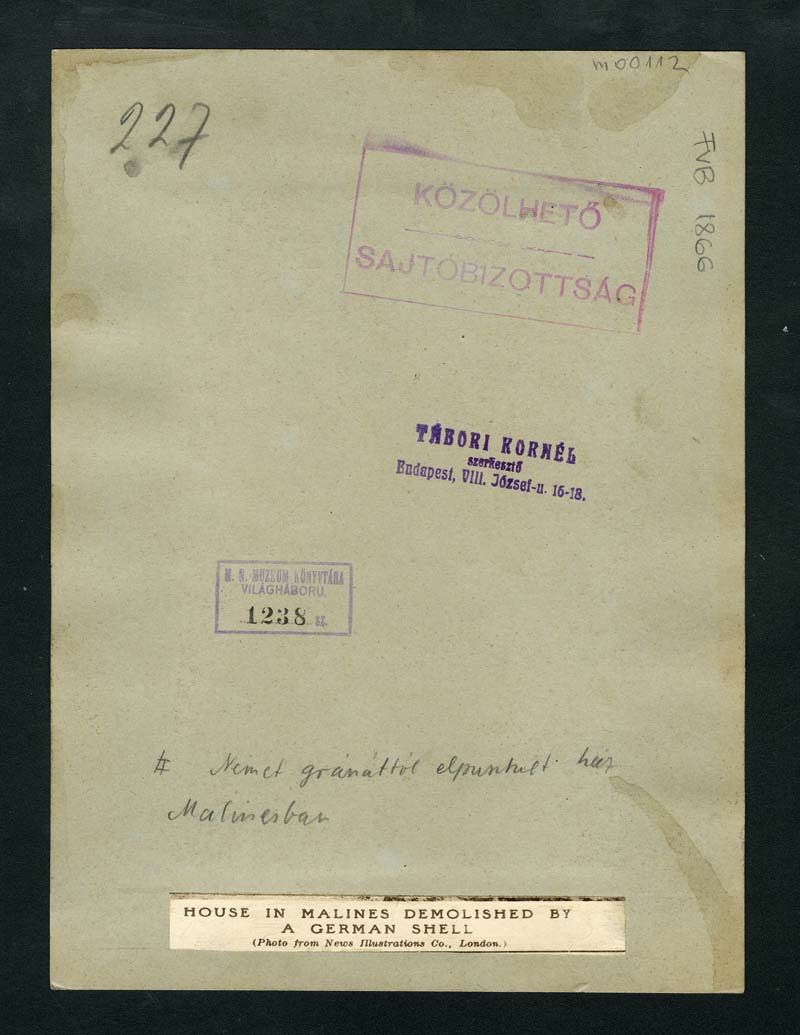 m00112
227
FVB 1866
KÖZÖLHETŐ
SAJTÓBIZOTTSÁG
TÁBORI KORNÉL
szerkesztő
Budapest, VIII. József-u. 16-18.
M. N. MÚZEUM KÖNYVTÁRA
VILÁGHÁBORU.
1238 sz.
Német gránáttól elpusztult ház
Malinesban
HOUSE IN MALINES DEMOLISHED BY
A GERMAN SHELL
(Photo from News Illustrations Co., London.)